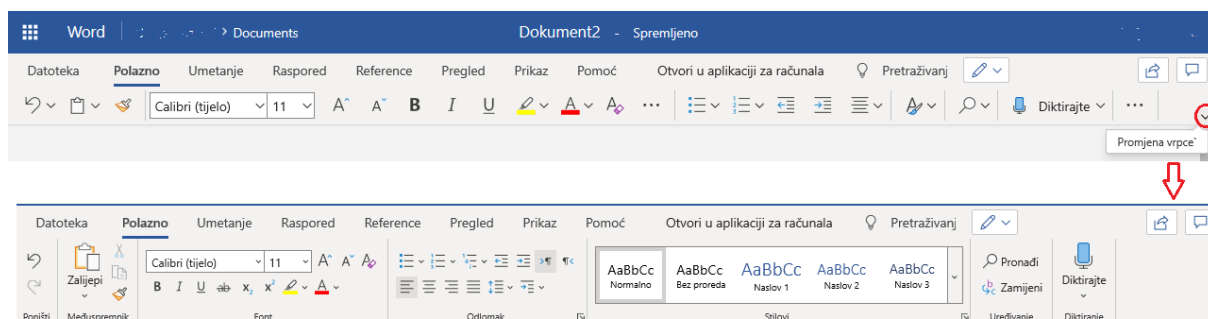 Word > Documents Dokument2 - Spremljeno
Datoteka Polazno Umetanje Raspored Reference Pregled Prikaz Pomoć Otvori u aplikaciji za računala Pretraživanj
Calibri (tijelo) 11 A A B I U A A Diktirajte
Promjena vrpce
Datoteka Polazno Umetanje Raspored Reference Pregled Prikaz Pomoć Otvori u aplikaciji za računala Pretraživanj
Zalijepi
Calibri (tijelo) 11 A A A
B I U ab x₂ x² A
AaBbCc AaBbCc AaBbCc AaBbCc AaBbCc
Normalno Bez proreda Naslov 1 Naslov 2 Naslov 3
Pronađi
Zamijeni
Diktirajte
Poništi Međuspremnik Font Odlomak Stilovi Uređivanje Diktiranje